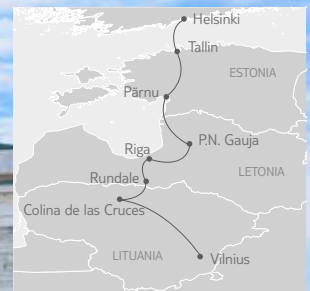 Helsinki
Tallin
ESTONIA
Pärnu
P.N. Gauja
Riga
LETONIA
Rundale
Colina de las Cruces
LITUANIA
Vilnius